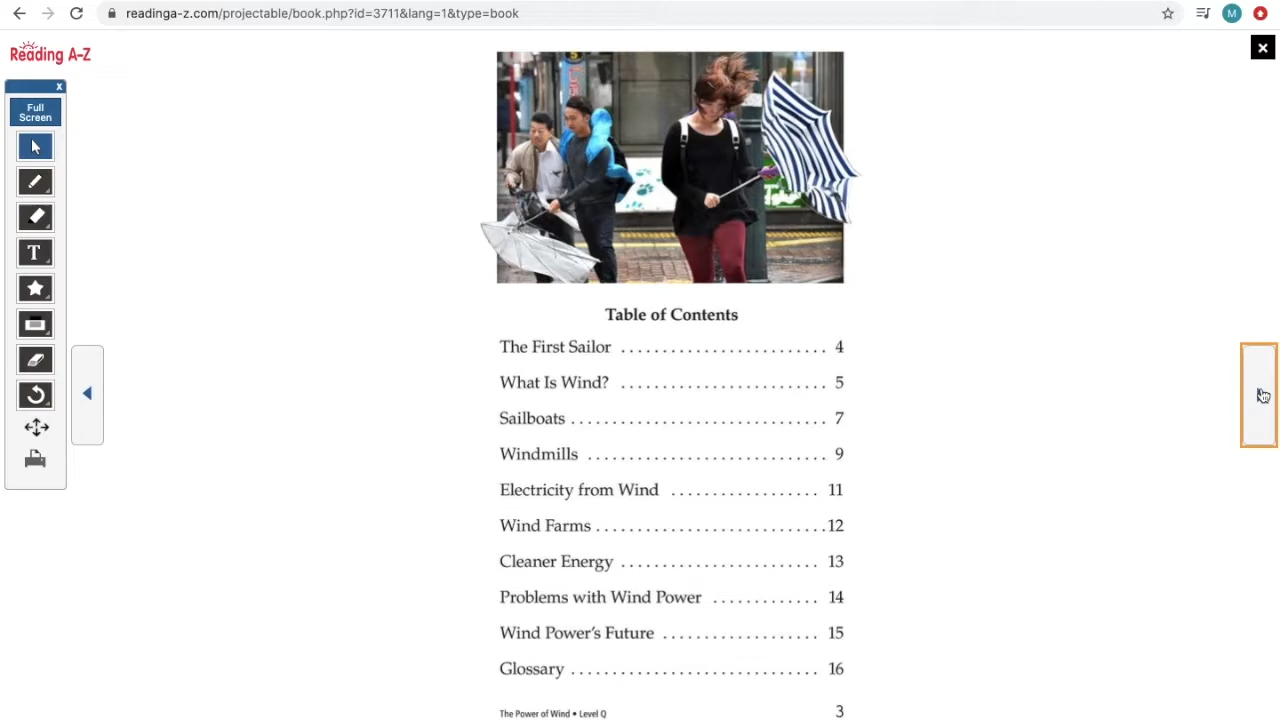 readinga-z.com/projectable/book.php?id=3711&lang=1&type=book
M
Reading A-Z
x
Full
Screen
T
Table of Contents
The First Sailor ......................... 4
What Is Wind? ........................ 5
Sailboats ............................... 7
Windmills ............................ 9
Electricity from Wind .................. 11
Wind Farms ............................ 12
Cleaner Energy ........................ 13
Problems with Wind Power ............. 14
Wind Power's Future ................... 15
Glossary .............................. 16
The Power of Wind • Level Q
3